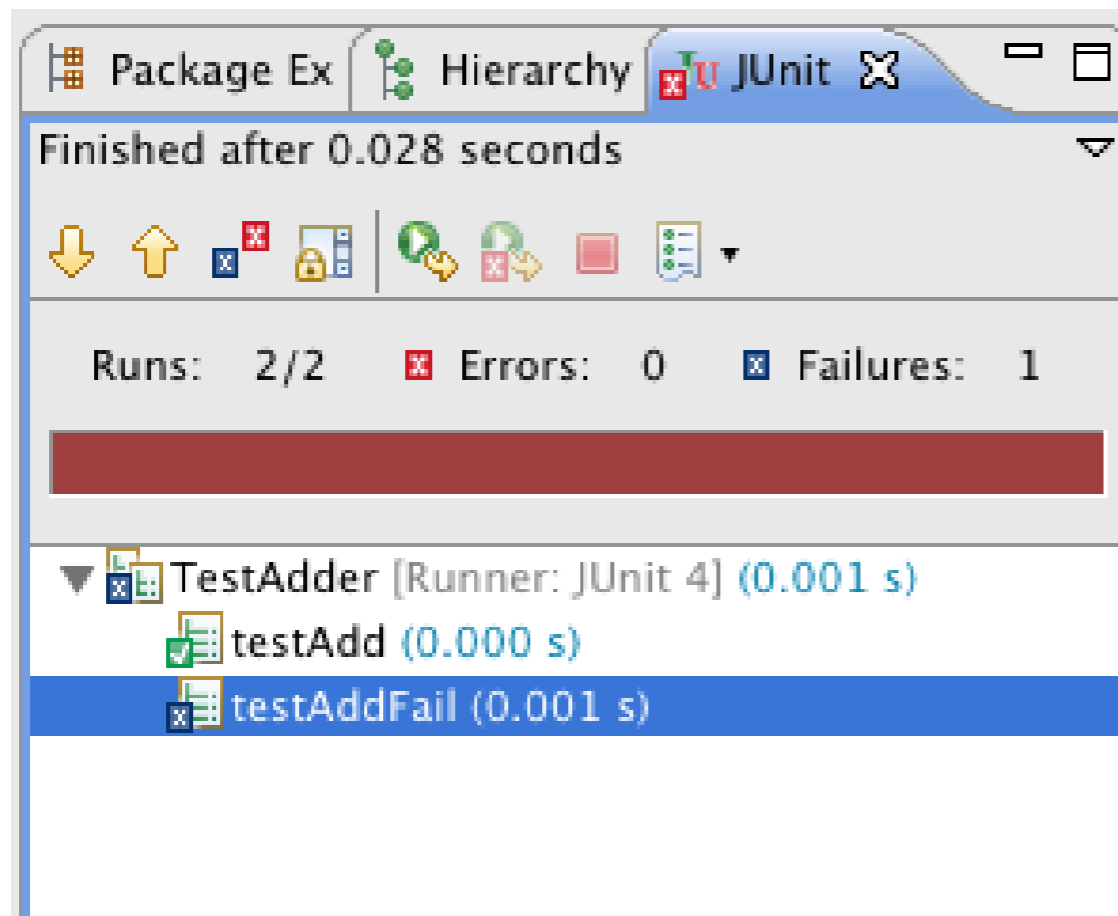 Package Ex Hierarchy JUnit
Finished after 0.028 seconds
Runs: 2/2 Errors: 0 Failures: 1
TestAdder [Runner: JUnit 4] (0.001 s)
testAdd (0.000 s)
testAddFail (0.001 s)